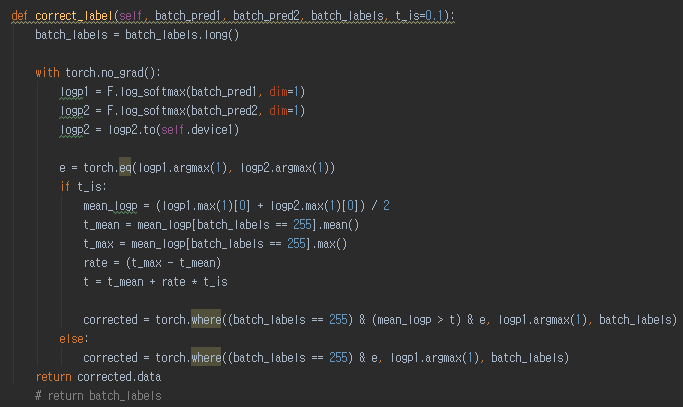 def correct_label(self, batch_pred1, batch_pred2, batch_labels, t_is=0.1):
batch_labels = batch_labels.long()
with torch.no_grad():
logp1 = F.log_softmax(batch_pred1, dim=1)
logp2 = F.log_softmax(batch_pred2, dim=1)
logp2 = logp2.to(self.device1)
e = torch.eq(logp1.argmax(1), logp2.argmax(1))
if t_is:
mean_logp = (logp1.max(1)[0] + logp2.max(1)[0]) / 2
t_mean = mean_logp[batch_labels == 255].mean()
t_max = mean_logp[batch_labels == 255].max()
rate = (t_max - t_mean)
t = t_mean + rate * t_is
corrected = torch.where((batch_labels == 255) & (mean_logp > t) & e, logp1.argmax(1), batch_labels)
else:
corrected = torch.where((batch_labels == 255) & e, logp1.argmax(1), batch_labels)
return corrected.data
# return batch_labels